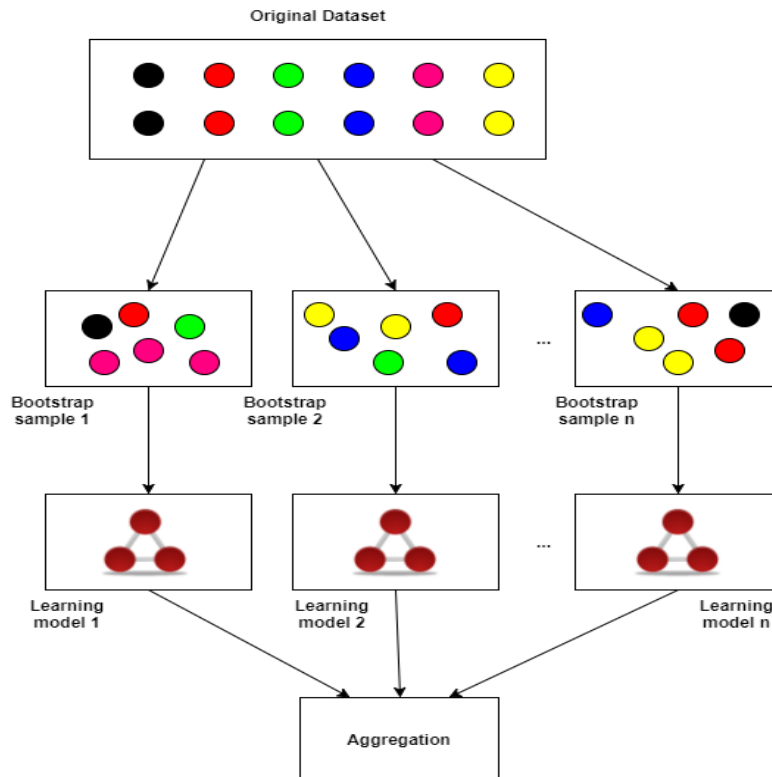 Original Dataset
...
Bootstrap
sample 1
Bootstrap
sample 2
Bootstrap
sample n
...
Learning
model 1
Learning
model 2
Learning
model n
Aggregation